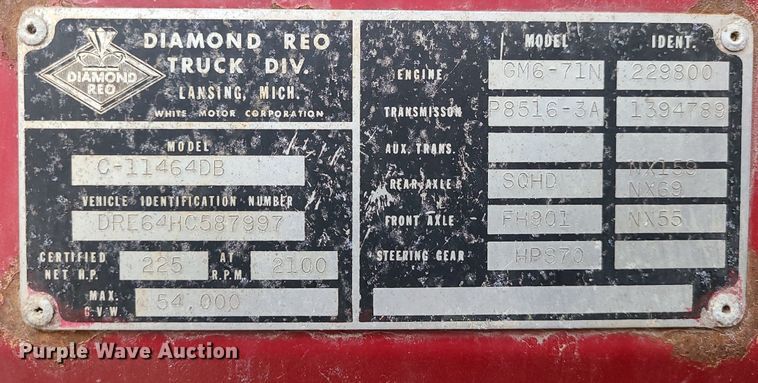 DIAMOND
REO
DIAMOND REO
TRUCK DIV.
LANSING, MICH.
WHITE MOTOR CORPORATION
MODEL
C-11464DB
VEHICLE IDENTIFICATION NUMBER
DRE64HC587997
CERTIFIED NET H.P. 225 AT R.P.M. 2100
MAX. G.V.W. 54,000
MODEL IDENT.
ENGINE GM6-71N 229800
TRANSMISSON P8516-3A 1394789
AUX. TRANS.
REAR AXLE SQHD NX159
NX69
FRONT AXLE FH901 NX55
STEERING GEAR HPS70
Purple Wave Auction